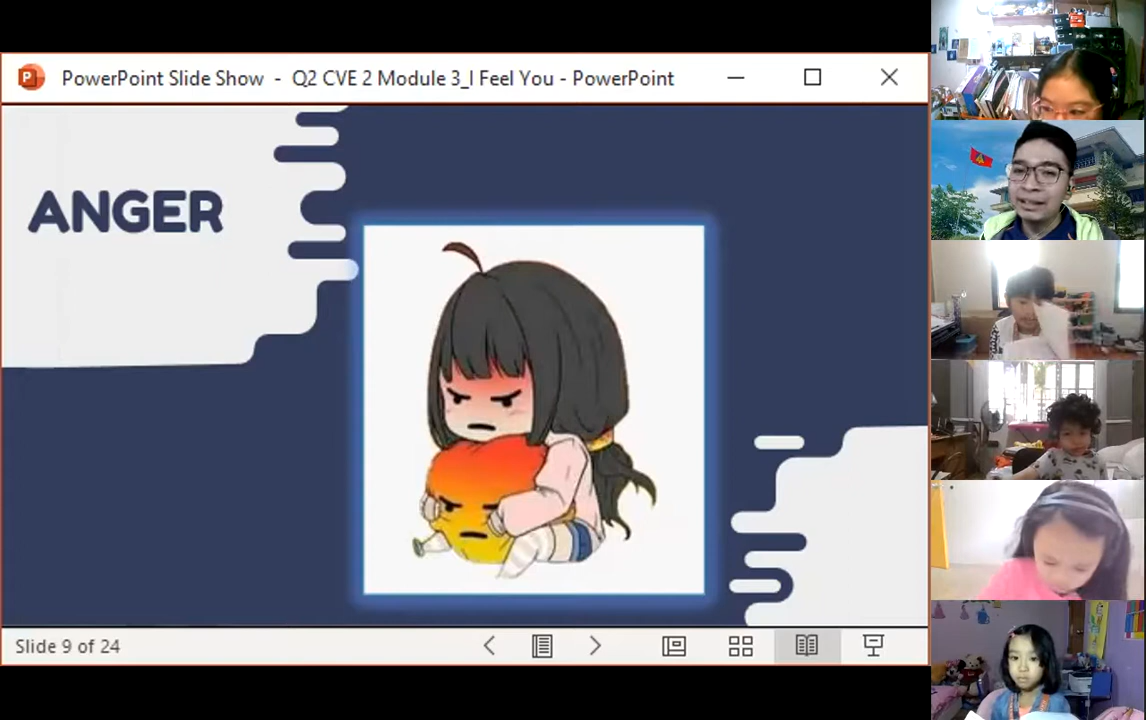 PowerPoint Slide Show - Q2 CVE 2 Module 3_I Feel You - PowerPoint
ANGER
Slide 9 of 24